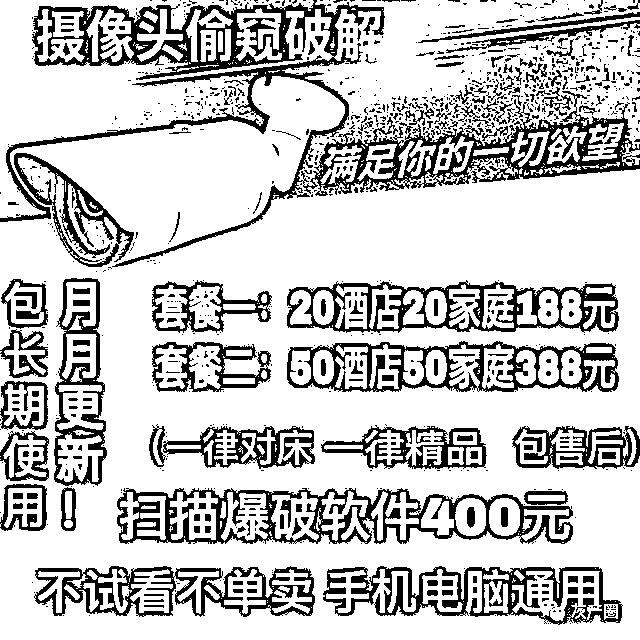 摄像头偷窥破解
满足你的一切欲望
包长期使用
月月更新！
套餐一：20酒店20家庭188元
套餐二：50酒店50家庭388元
（一律对床 一律精品 包售后）
扫描爆破软件400元
不试看不单卖 手机电脑通用
灰产圈